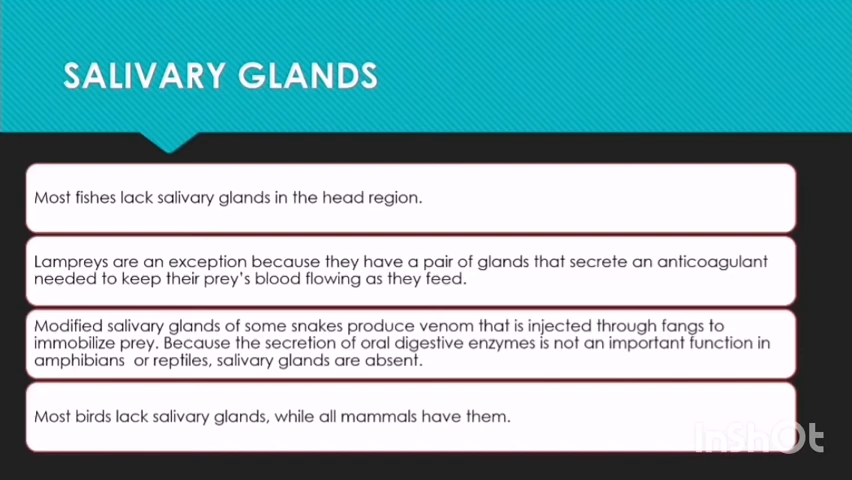 SALIVARY GLANDS
Most fishes lack salivary glands in the head region.
Lampreys are an exception because they have a pair of glands that secrete an anticoagulant
needed to keep their prey's blood flowing as they feed.
Modified salivary glands of some snakes produce venom that is injected through fangs to
immobilize prey. Because the secretion of oral digestive enzymes is not an important function in
amphibians or reptiles, salivary glands are absent.
Most birds lack salivary glands, while all mammals have them.
InShOt